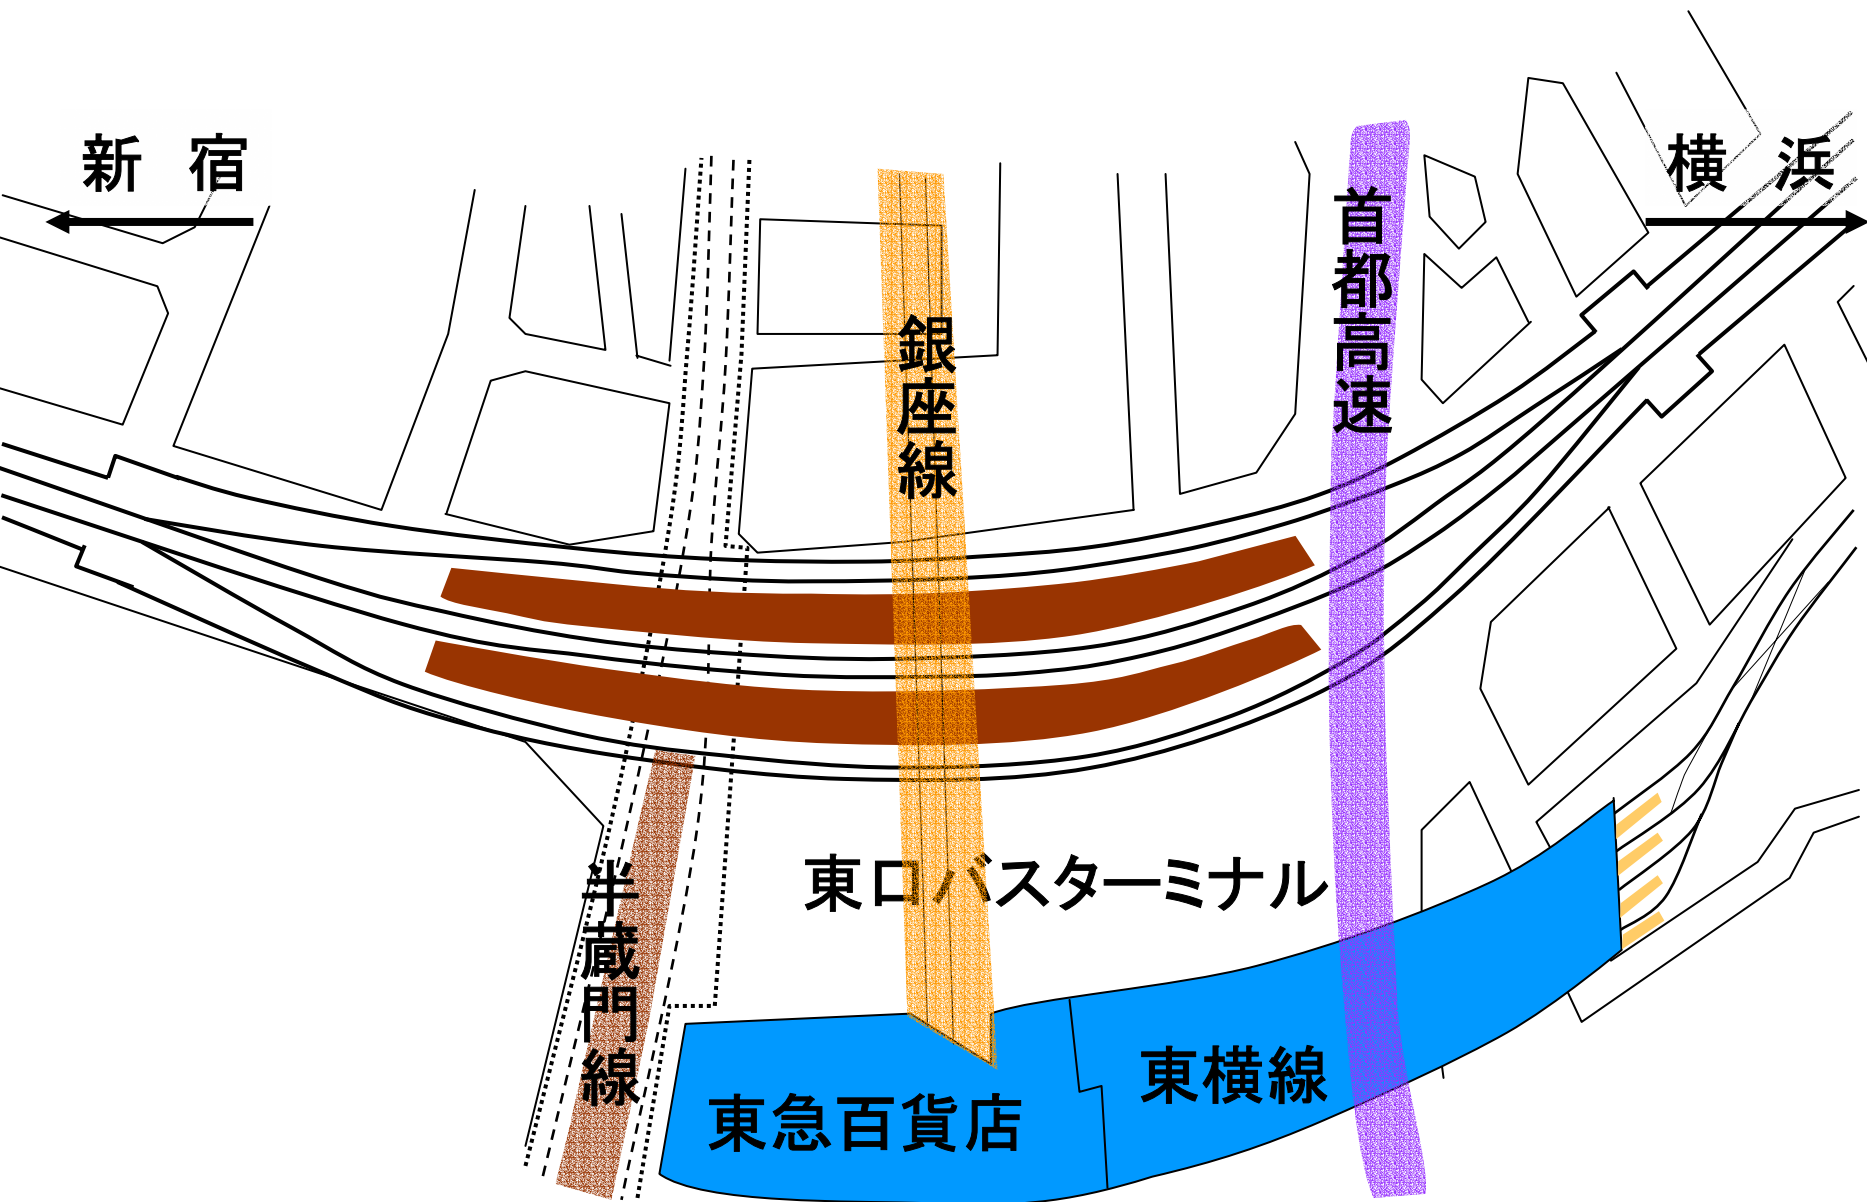 新 宿
横 浜
首都高速
銀座線
東口バスターミナル
半蔵門線
東横線
東急百貨店